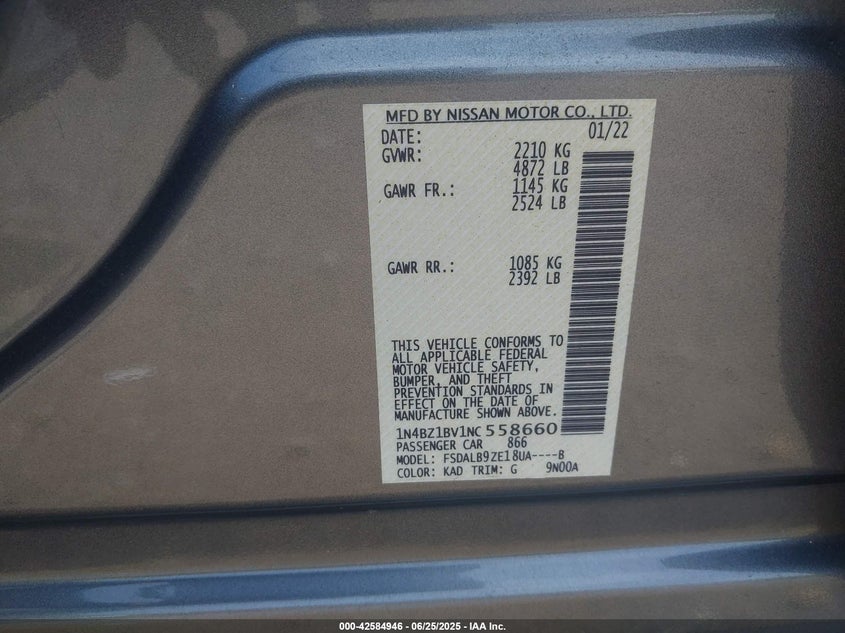 MFD BY NISSAN MOTOR CO., LTD.
DATE: 01/22
GVWR: 2210 KG
4872 LB
GAWR FR.: 1145 KG
2524 LB
GAWR RR.: 1085 KG
2392 LB
THIS VEHICLE CONFORMS TO
ALL APPLICABLE FEDERAL
MOTOR VEHICLE SAFETY,
BUMPER, AND THEFT
PREVENTION STANDARDS IN
EFFECT ON THE DATE OF
MANUFACTURE SHOWN ABOVE.
1N4BZ1BV1NC 558660
PASSENGER CAR 866
MODEL: FSDALB9ZE18UA----B
COLOR: KAD TRIM: G 9N00A
000-42584946 - 06/25/2025 - IAA Inc.